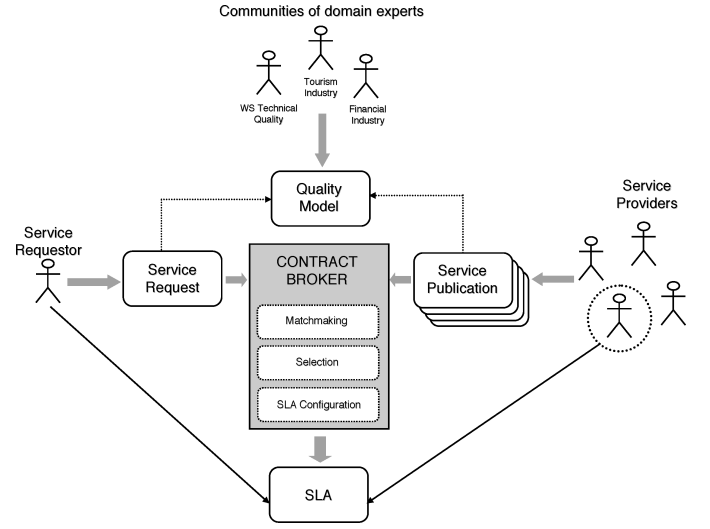 Communities of domain experts
Tourism
Industry
WS Technical
Quality
Financial
Industry
Quality
Model
Service
Providers
Service
Requestor
Service
Request
CONTRACT
BROKER
Service
Publication
Matchmaking
Selection
SLA Configuration
SLA